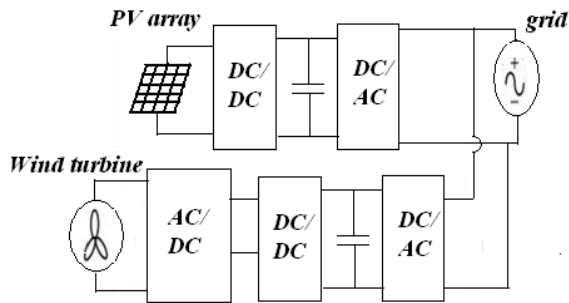 PV array
grid
DC/
DC
DC/
AC
Wind turbine
AC/
DC
DC/
DC
DC/
AC